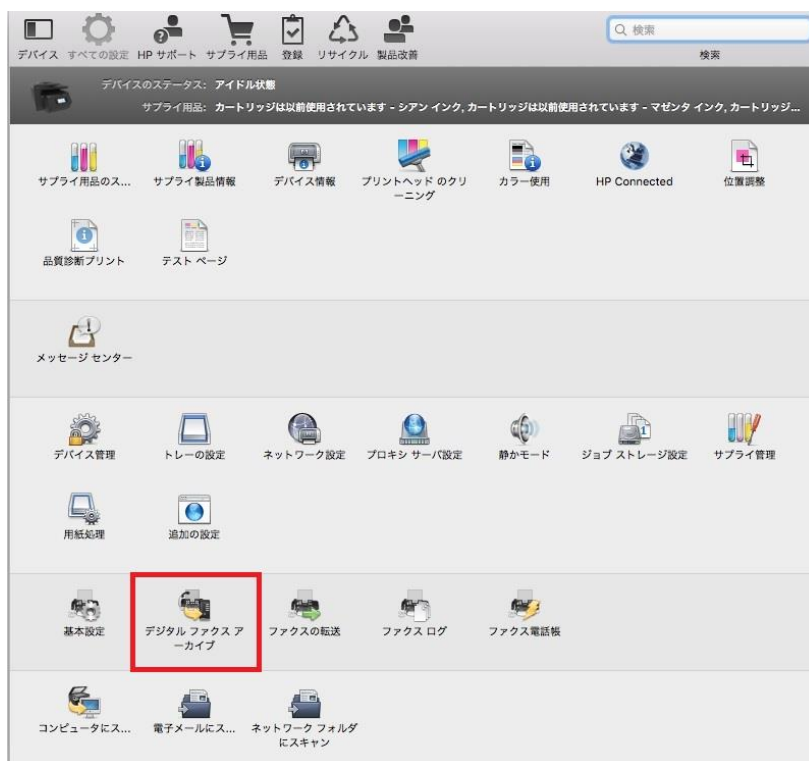 デバイス すべての設定 HP サポート サプライ用品 登録 リサイクル 製品改善
検索
検索
デバイスのステータス: アイドル状態
サプライ用品: カートリッジは以前使用されています - シアン インク, カートリッジは以前使用されています - マゼンタ インク, カートリッジ...
サプライ用品のス... サプライ製品情報 デバイス情報 プリントヘッド のクリ カラー使用 HP Connected 位置調整
ーニング
品質診断プリント テスト ページ
メッセージ センター
デバイス管理 トレーの設定 ネットワーク設定 プロキシ サーバ設定 静かモード ジョブ ストレージ設定 サプライ管理
用紙処理 追加の設定
基本設定 デジタル ファクス ア ファクスの転送 ファクス ログ ファクス電話帳
ーカイブ
コンピュータにス... 電子メールにス... ネットワーク フォルダ
にスキャン